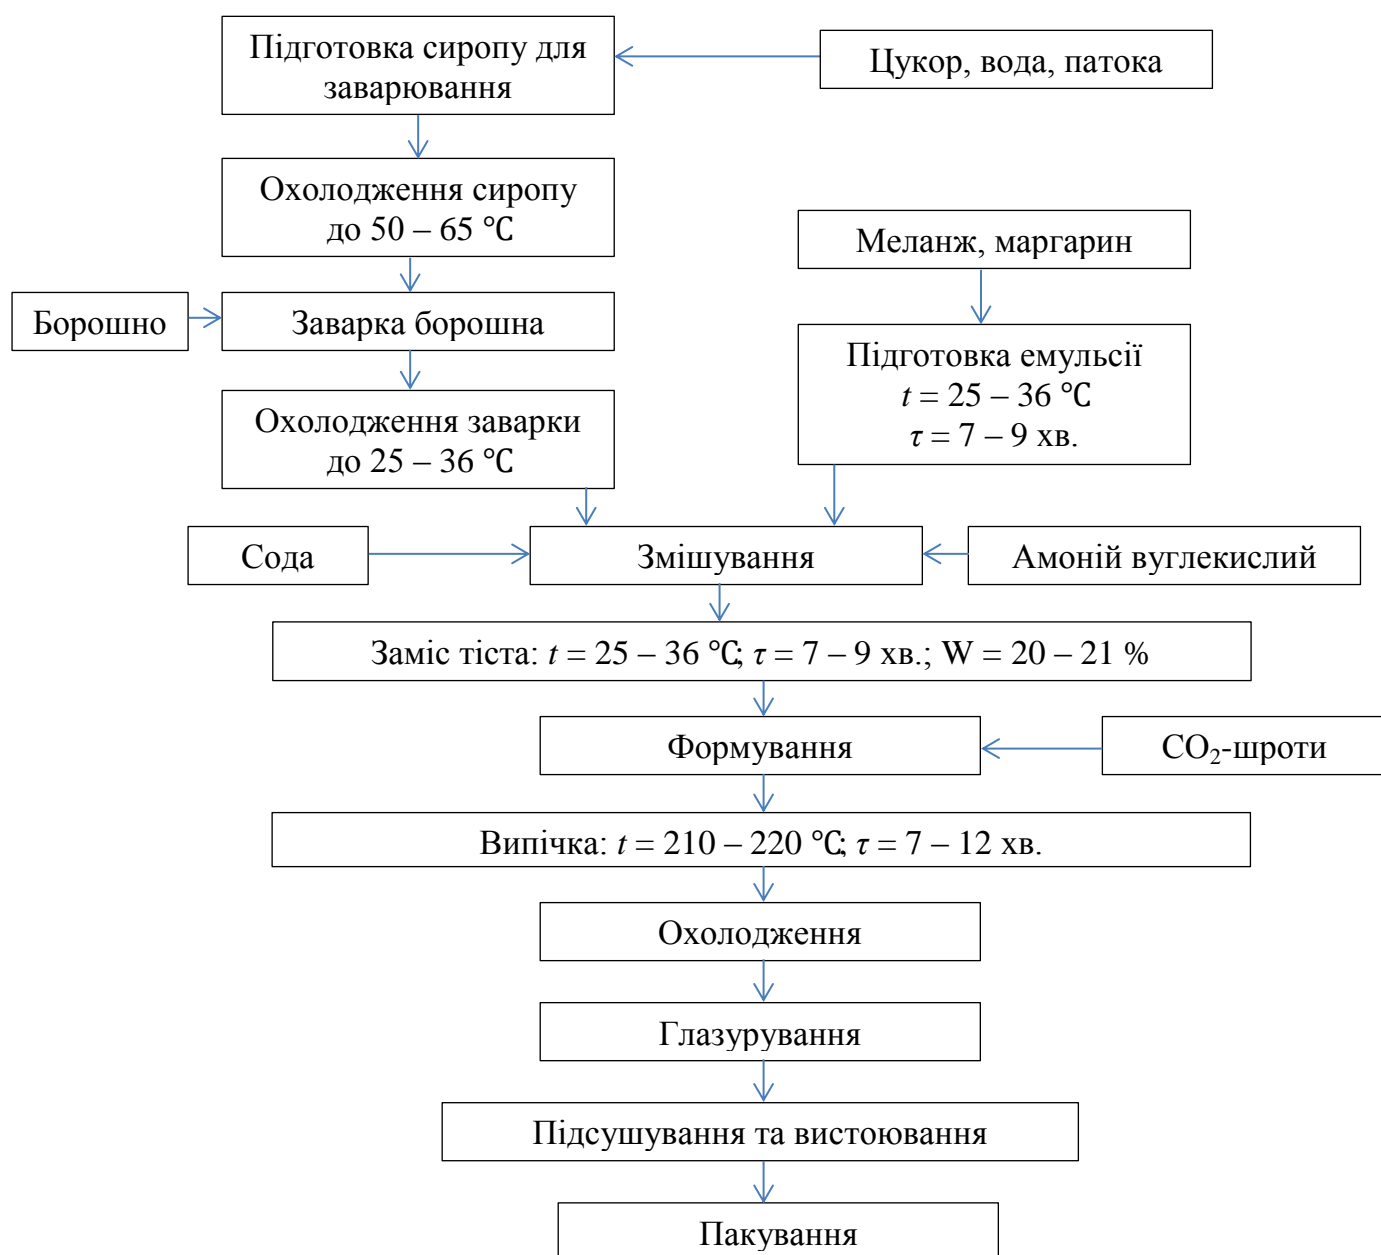 Підготовка сиропу для
заварювання
Цукор, вода, патока
Охолодження сиропу
до 50 – 65 °С
Меланж, маргарин
Борошно
Заварка борошна
Підготовка емульсії
t = 25 – 36 °С
τ = 7 – 9 хв.
Охолодження заварки
до 25 – 36 °С
Сода
Змішування
Амоній вуглекислий
Заміс тіста: t = 25 – 36 °С; τ = 7 – 9 хв.; W = 20 – 21 %
Формування
СО₂-шроти
Випічка: t = 210 – 220 °С; τ = 7 – 12 хв.
Охолодження
Глазурування
Підсушування та вистоювання
Пакування